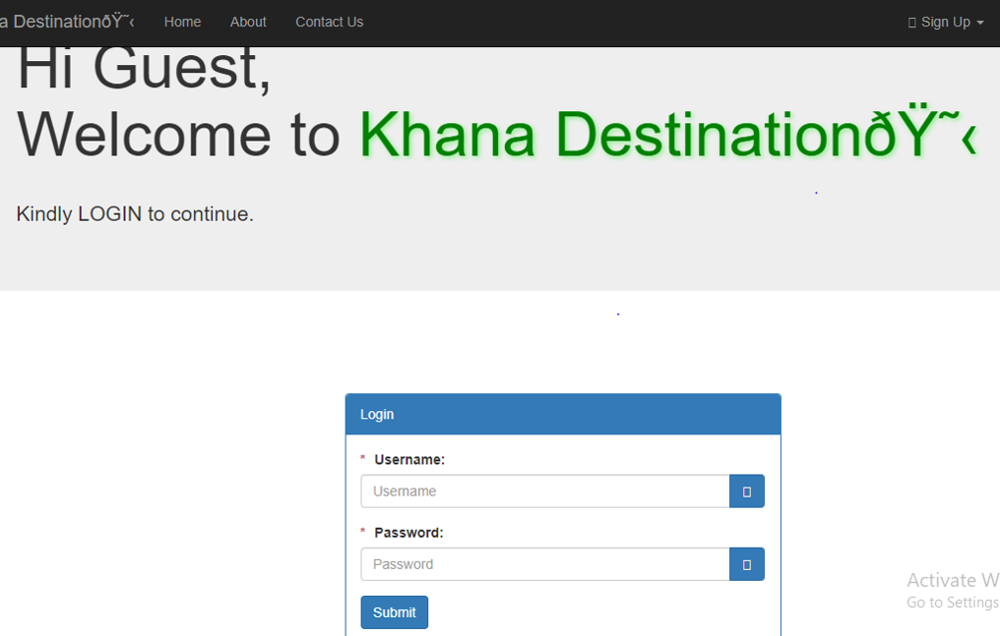 a DestinationðŸ˜‹ Home About Contact Us Sign Up
Hi Guest,
Welcome to Khana DestinationðŸ˜‹
Kindly LOGIN to continue.
Login
* Username:
Username
* Password:
Password
Submit
Activate W
Go to Settings